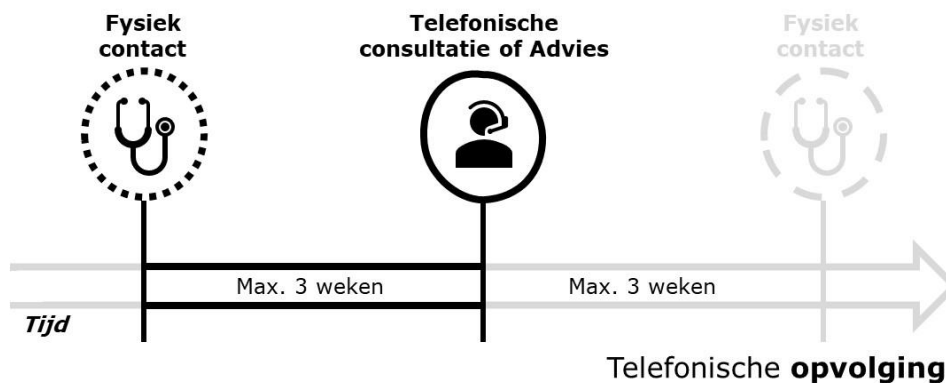 Fysiek
contact
Telefonische
consultatie of Advies
Fysiek
contact
Max. 3 weken
Max. 3 weken
Tijd
Telefonische opvolging